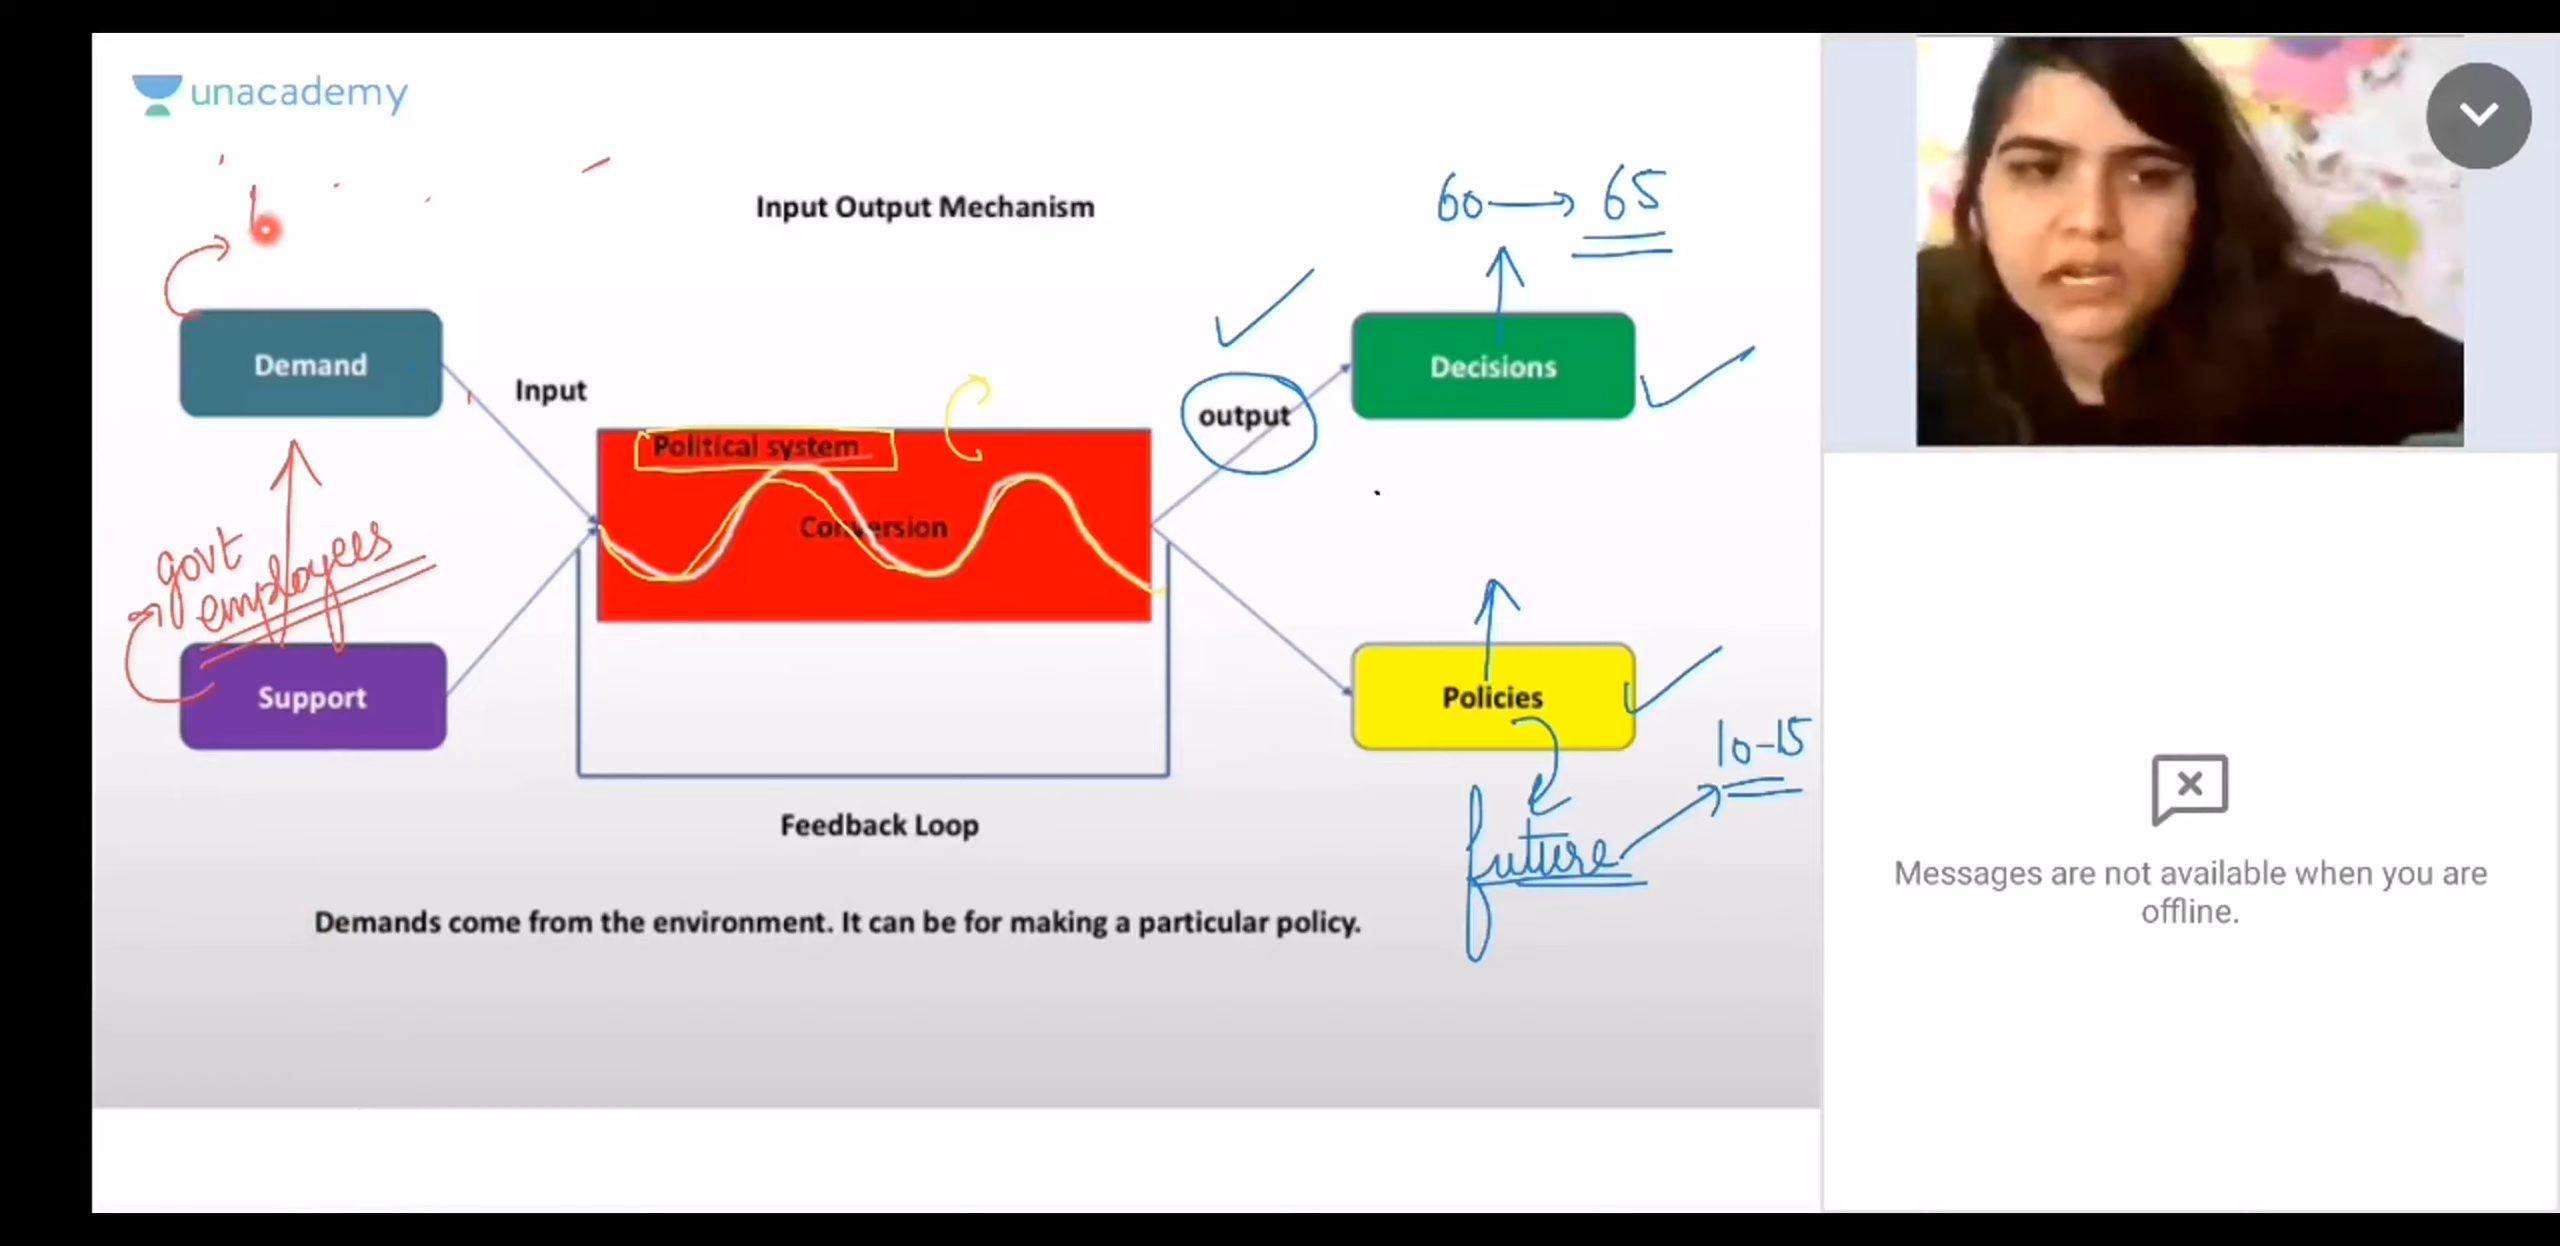 unacademy
Input Output Mechanism
60 → 65
Demand
Input
output
Decisions
Political system
Conversion
govt
employees
Support
Policies
10-15
future
Feedback Loop
Demands come from the environment. It can be for making a particular policy.
Messages are not available when you are
offline.